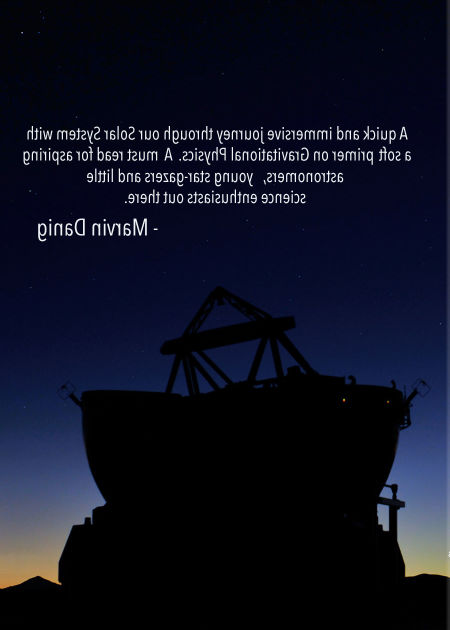 A quick and immersive journey through our Solar System with
a soft primer on Gravitational Physics. A must read for aspiring
astronomers, young star-gazers and little
science enthusiasts out there.
- Marvin Danig